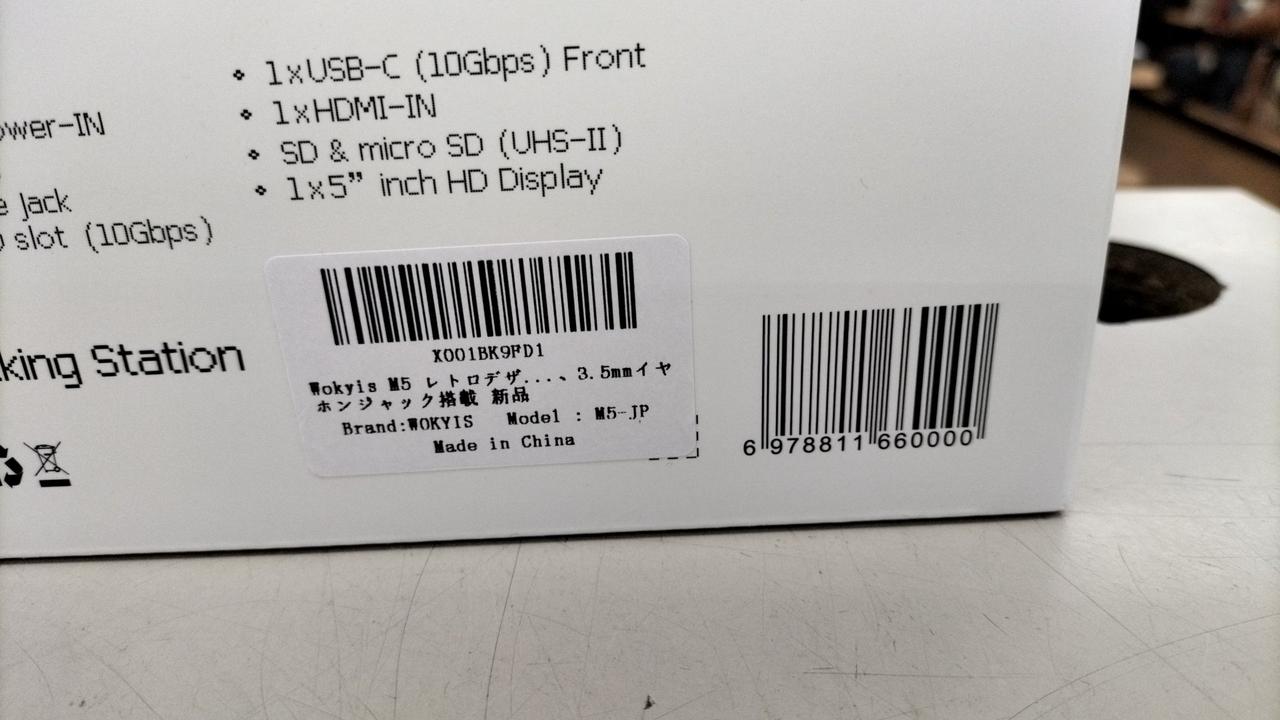 • 1xUSB-C (10Gbps) Front
• 1xHDMI-IN
• SD & micro SD (UHS-II)
• 1x5” inch HD Display
ower-IN
e Jack
slot (10Gbps)
king Station
X001BK9FD1
Wokyis M5 レトロデザ...、3.5mmイヤ
ホンジャック搭載 新品
Brand:WOKYIS Model : M5-JP
Made in China
6 978811 660000